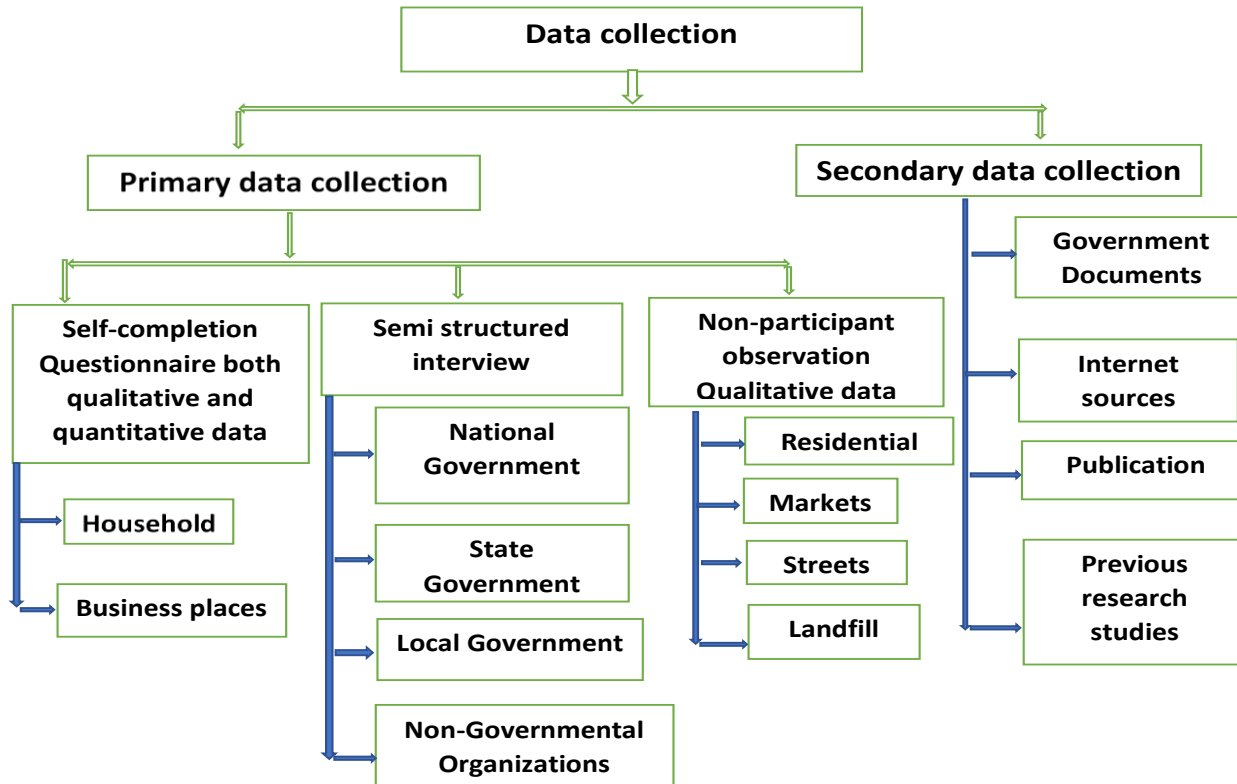 Data collection
Primary data collection
Secondary data collection
Self-completion
Questionnaire both
qualitative and
quantitative data
Household
Business places
Semi structured
interview
National
Government
State
Government
Local Government
Non-Governmental
Organizations
Non-participant
observation
Qualitative data
Residential
Markets
Streets
Landfill
Government
Documents
Internet
sources
Publication
Previous
research
studies